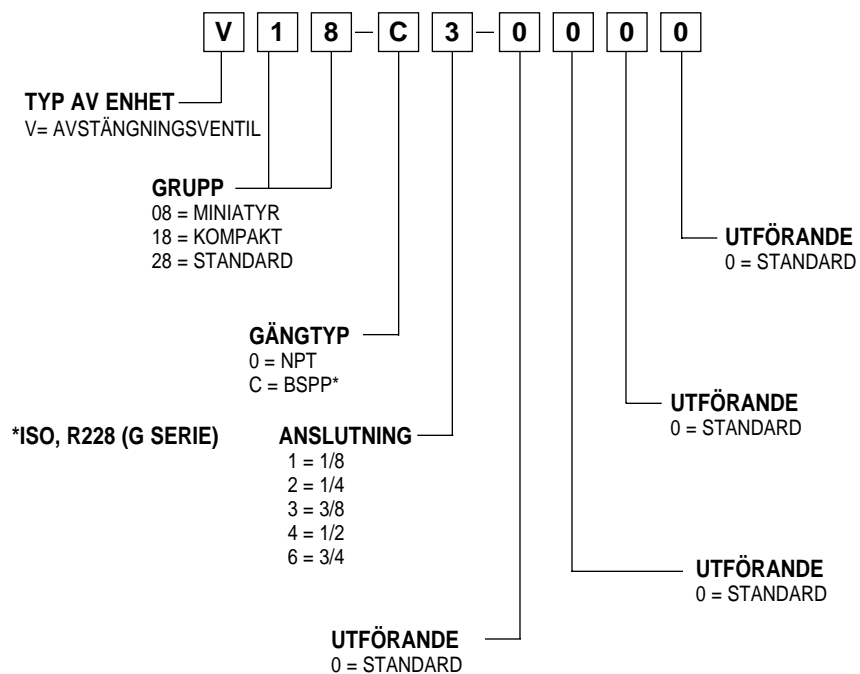 V 1 8 – C 3 – 0 0 0 0
TYP AV ENHET
V= AVSTÄNGNINGSVENTIL
GRUPP
08 = MINIATYR
18 = KOMPAKT
28 = STANDARD
UTFÖRANDE
0 = STANDARD
GÄNGTYP
0 = NPT
C = BSPP*
UTFÖRANDE
0 = STANDARD
*ISO, R228 (G SERIE)
ANSLUTNING
1 = 1/8
2 = 1/4
3 = 3/8
4 = 1/2
6 = 3/4
UTFÖRANDE
0 = STANDARD
UTFÖRANDE
0 = STANDARD